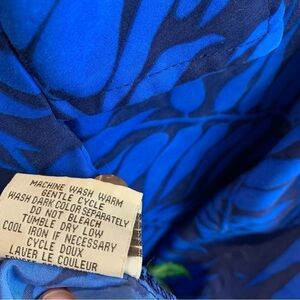 MACHINE WASH WARM
GENTLE CYCLE
WASH DARK COLOR SEPARATELY
DO NOT BLEACH
TUMBLE DRY LOW
COOL IRON IF NECESSARY
CYCLE DOUX
LAVER LE COULEUR